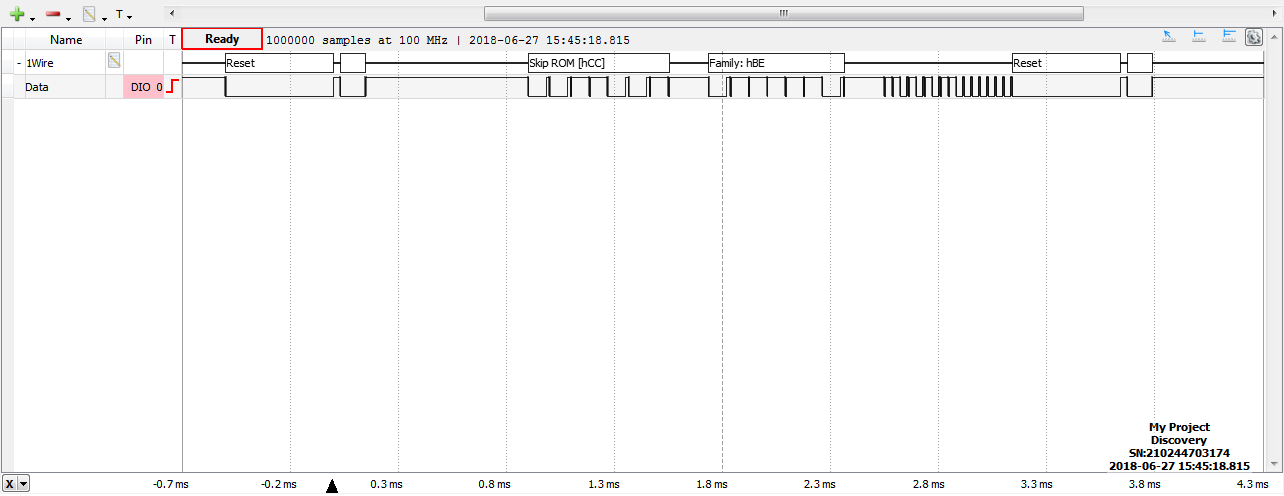 T
Name Pin T Ready 1000000 samples at 100 MHz | 2018-06-27 15:45:18.815
- 1Wire Reset Skip ROM [hCC] Family: hBE Reset
Data DIO 0
My Project
Discovery
SN:210244703174
2018-06-27 15:45:18.815
X -0.7 ms -0.2 ms 0.3 ms 0.8 ms 1.3 ms 1.8 ms 2.3 ms 2.8 ms 3.3 ms 3.8 ms 4.3 ms